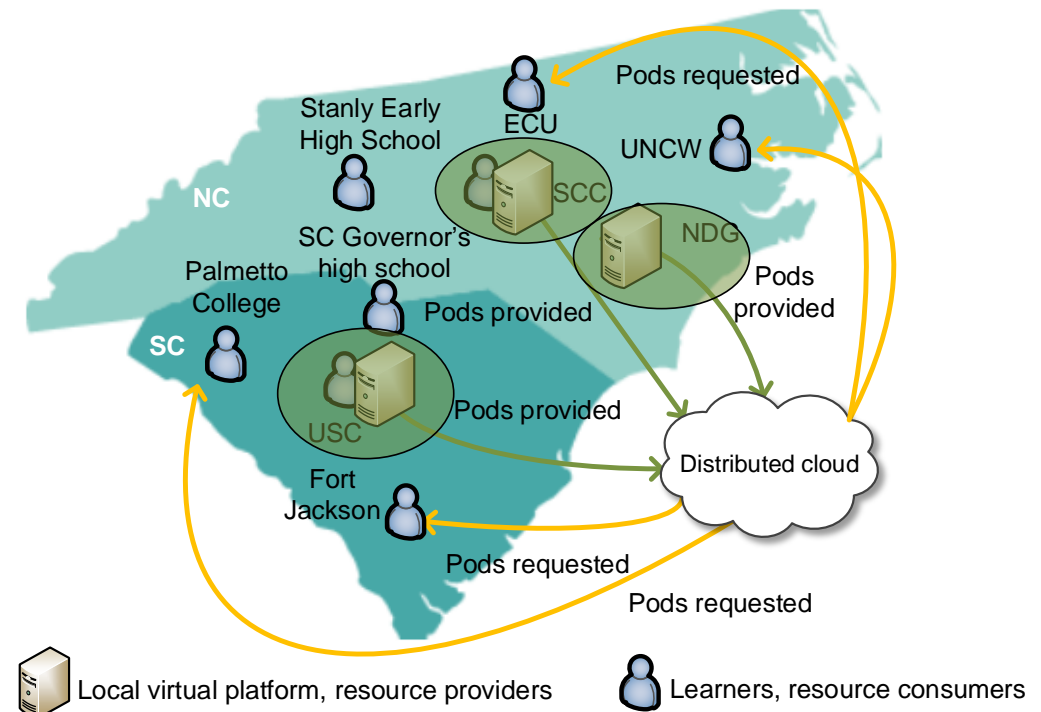 Pods requested
Stanly Early
High School
ECU
UNCW
NC
SCC
SC Governor's
high school
NDG
Palmetto
College
Pods
provided
Pods provided
SC
Pods provided
USC
Distributed cloud
Fort
Jackson
Pods requested
Pods requested
Local virtual platform, resource providers
Learners, resource consumers